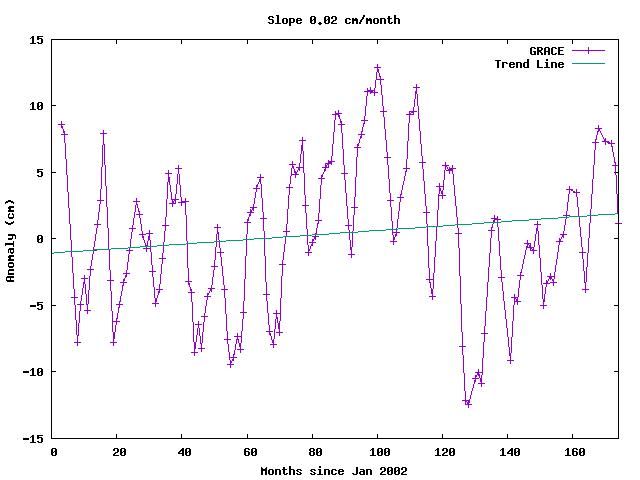 Slope 0.02 cm/month
GRACE
Trend Line
15
10
5
0
-5
-10
-15
Anomaly (cm)
0 20 40 60 80 100 120 140 160
Months since Jan 2002